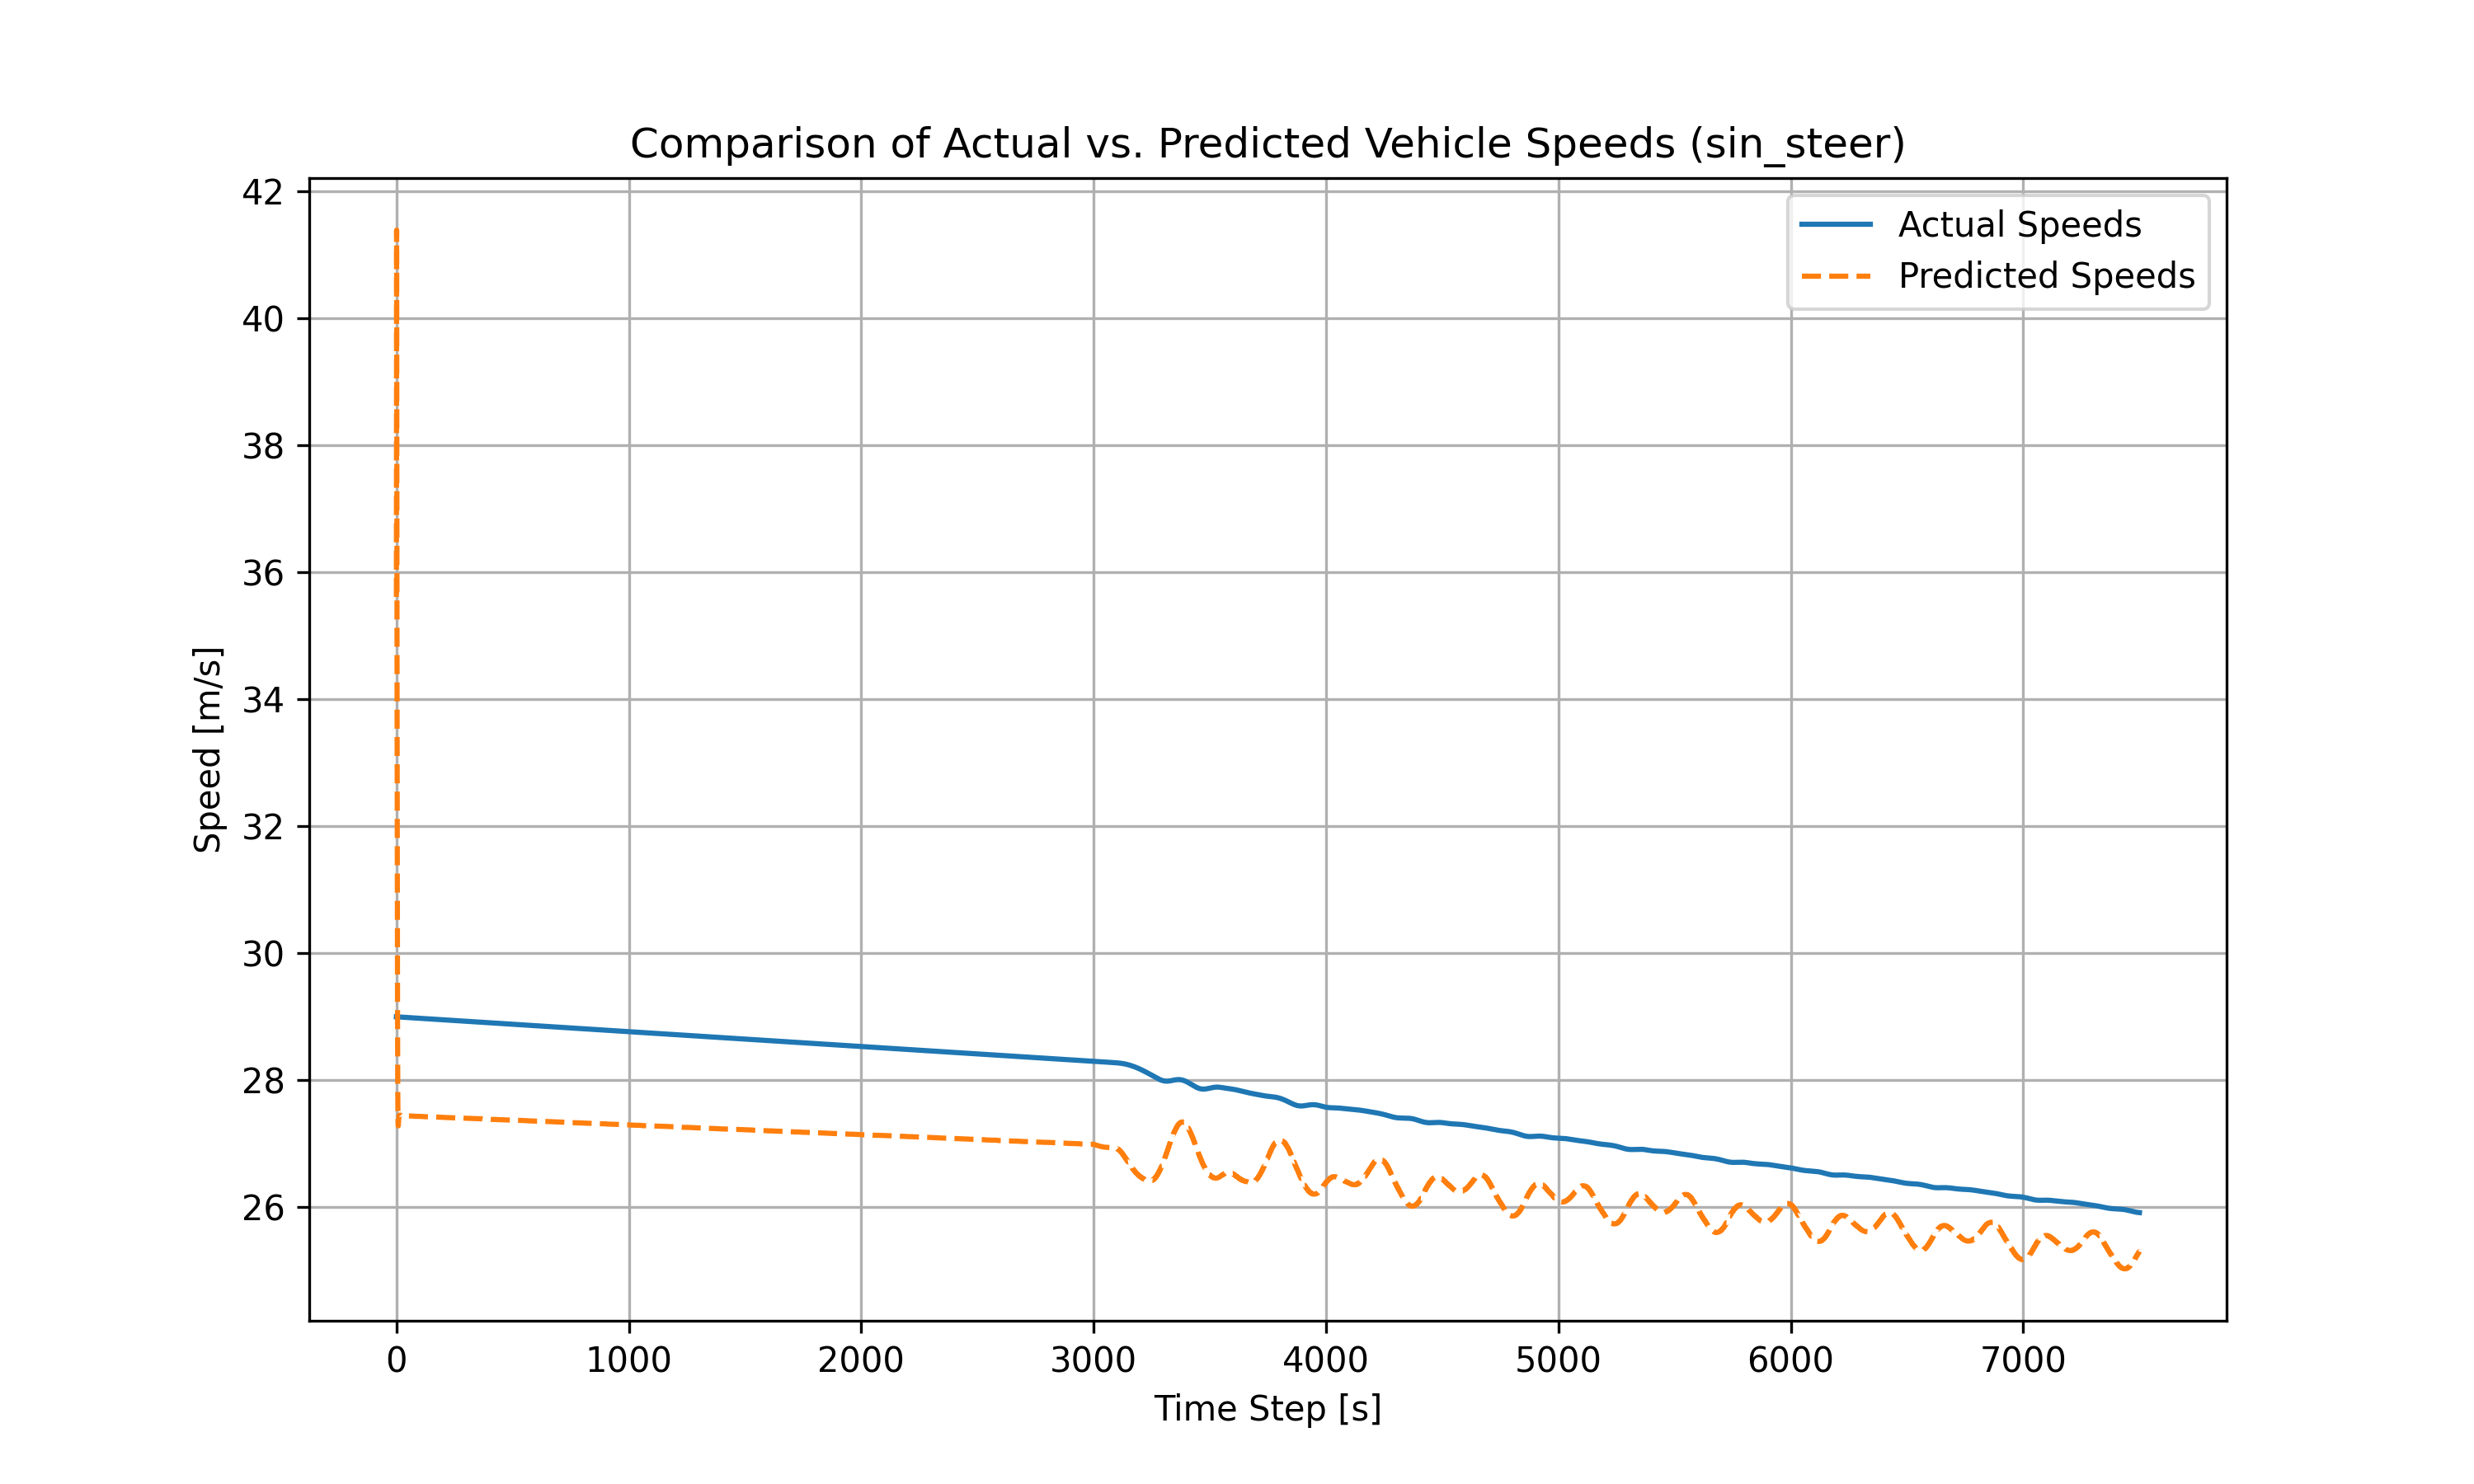 Comparison of Actual vs. Predicted Vehicle Speeds (sin_steer)
42
40
38
36
34
32
30
28
26
Speed [m/s]
Actual Speeds
Predicted Speeds
0 1000 2000 3000 4000 5000 6000 7000
Time Step [s]